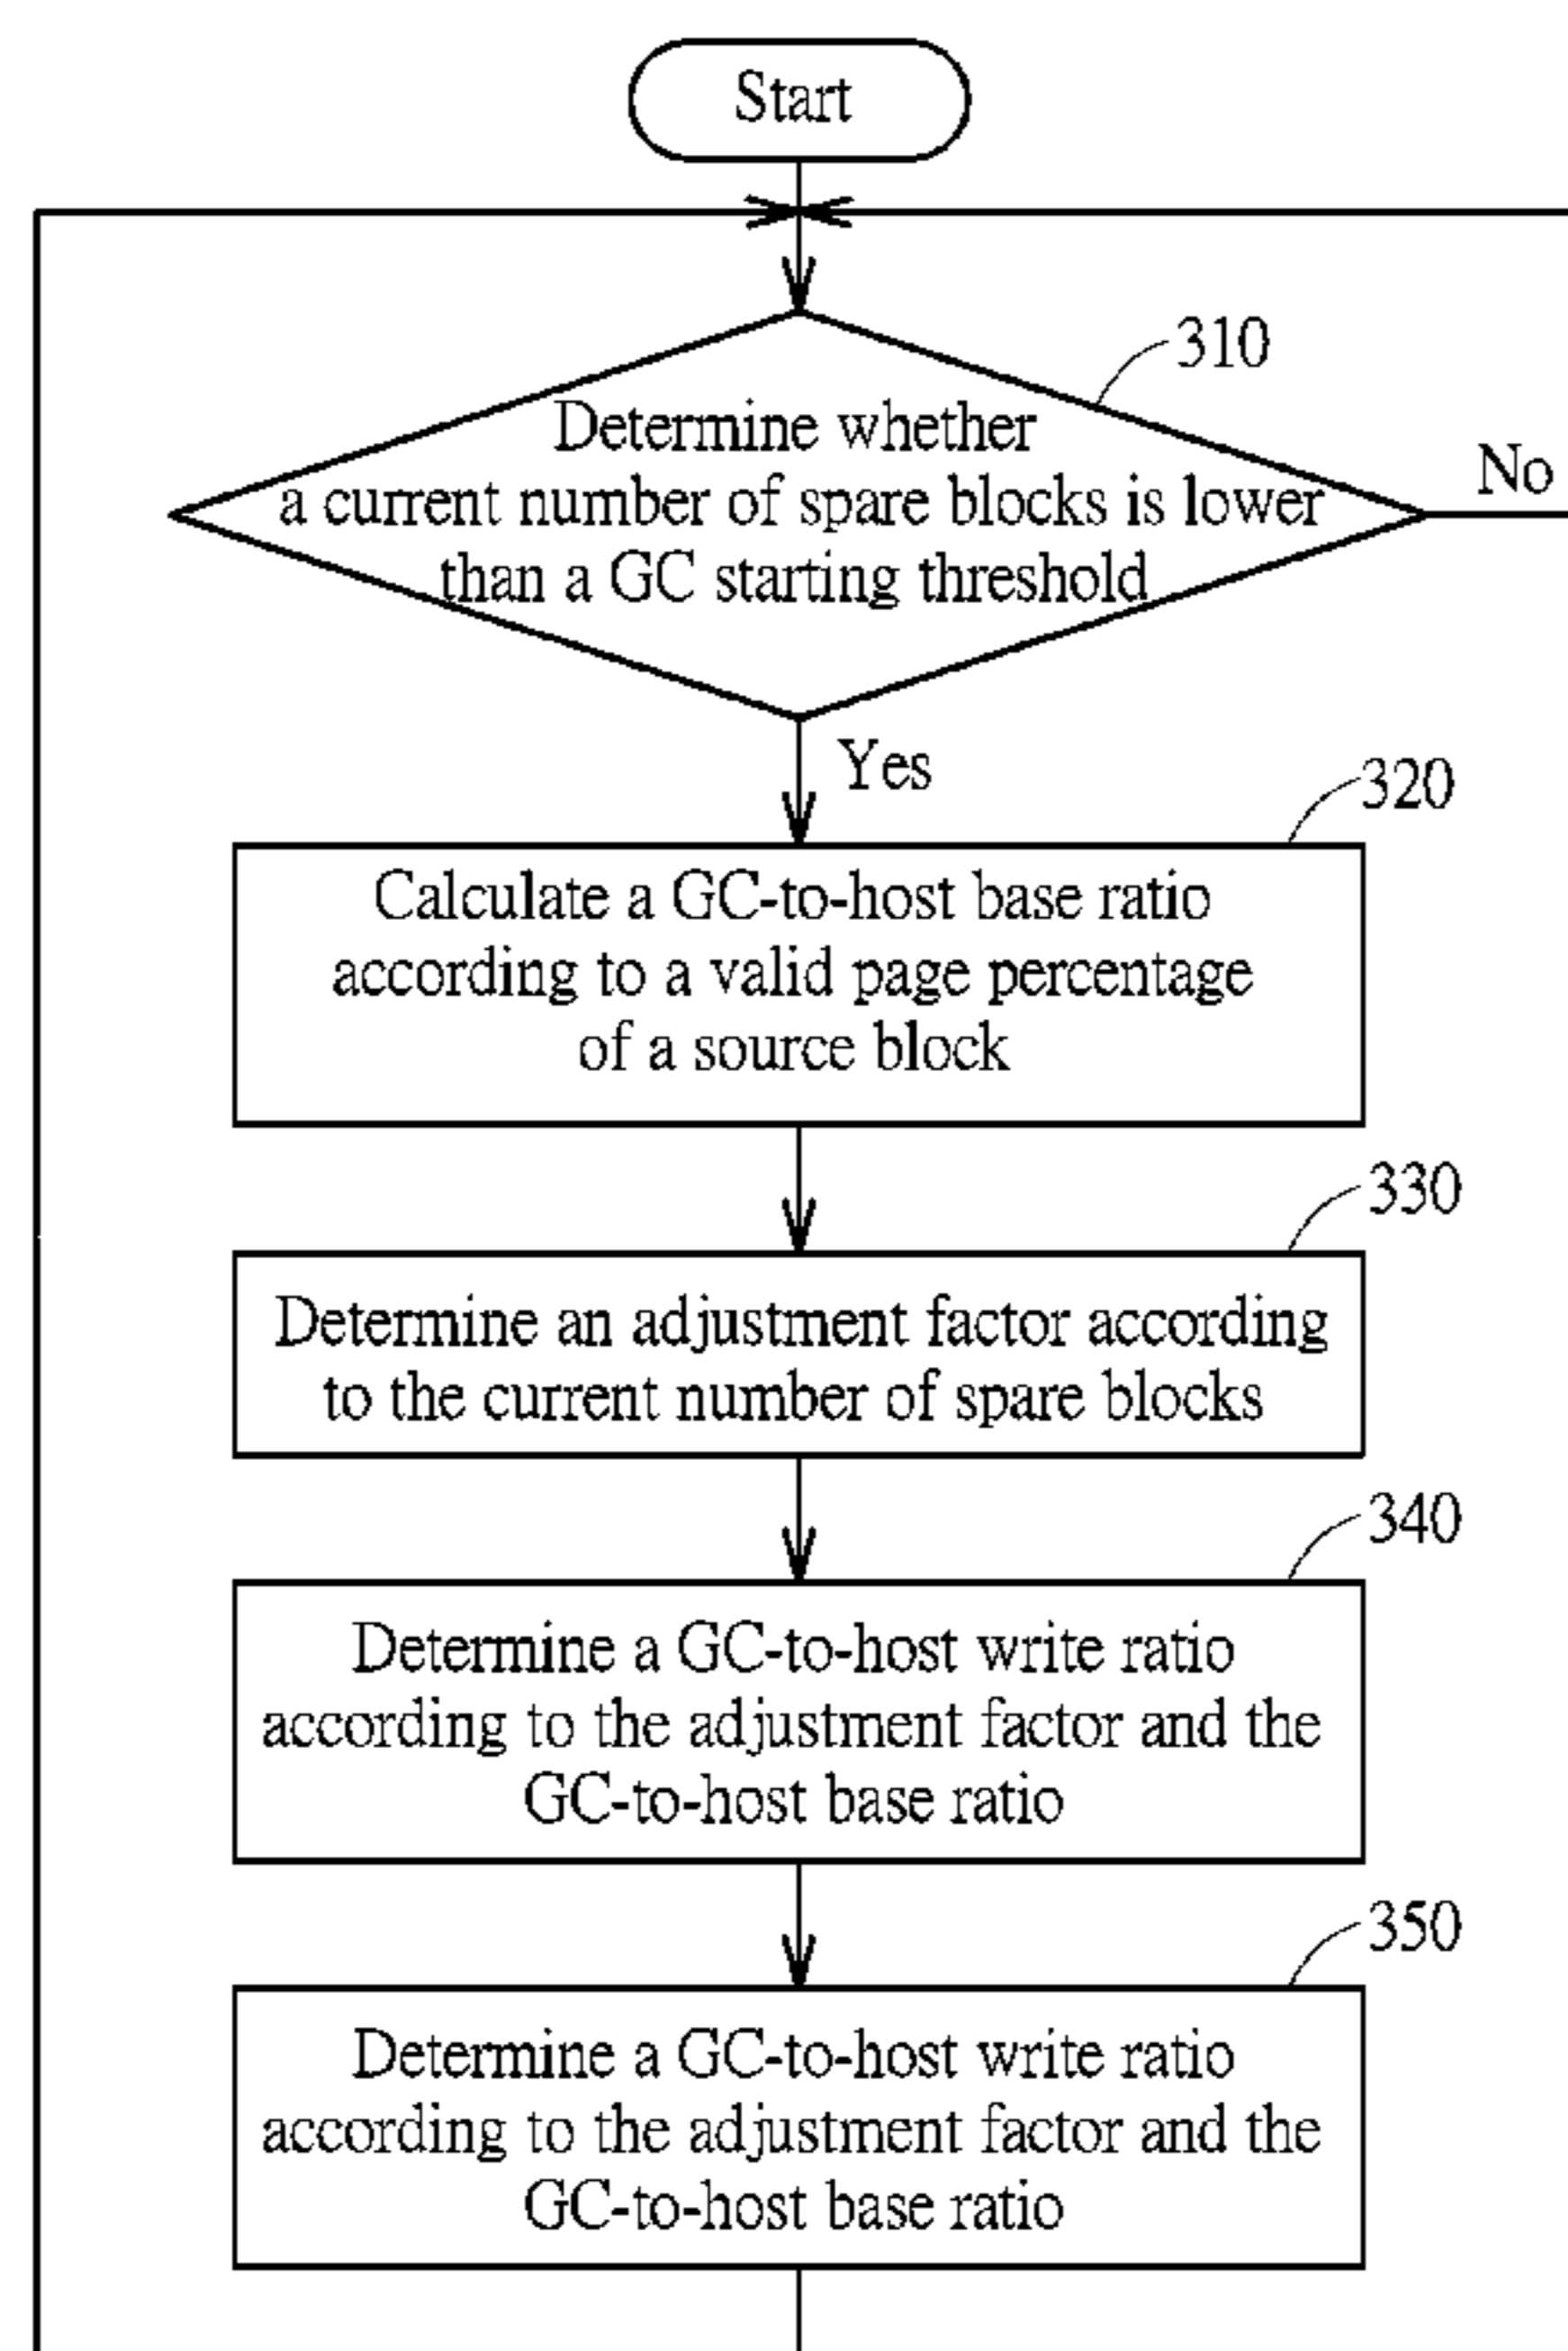 Start
310
Determine whether
a current number of spare blocks is lower
than a GC starting threshold
No
Yes
320
Calculate a GC-to-host base ratio
according to a valid page percentage
of a source block
330
Determine an adjustment factor according
to the current number of spare blocks
340
Determine a GC-to-host write ratio
according to the adjustment factor and the
GC-to-host base ratio
350
Determine a GC-to-host write ratio
according to the adjustment factor and the
GC-to-host base ratio